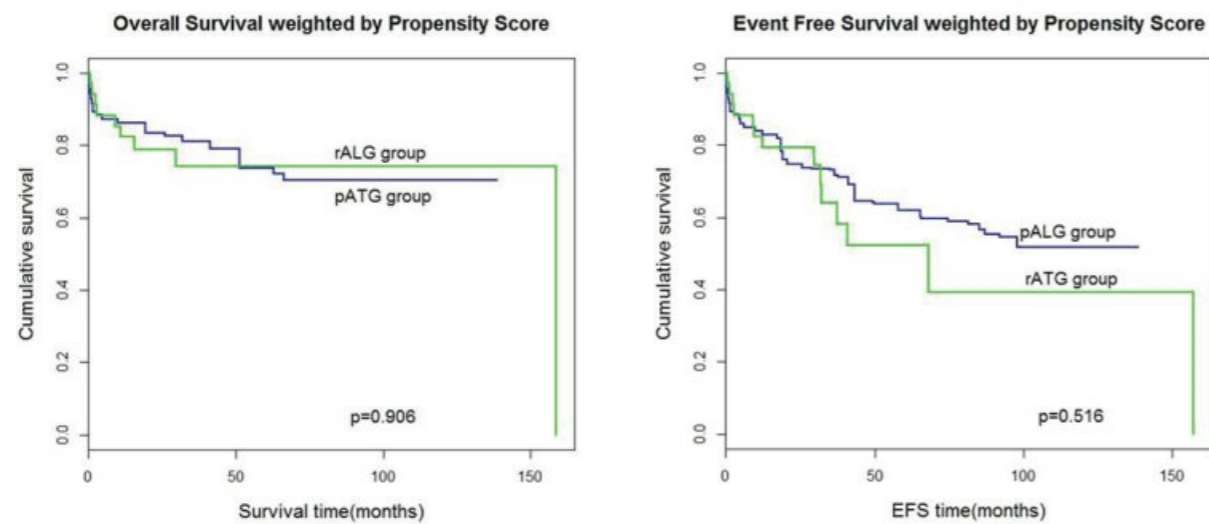 Overall Survival weighted by Propensity Score
Cumulative survival
1.0
0.8
0.6
0.4
0.2
0.0
rALG group
pATG group
p=0.906
0 50 100 150
Survival time(months)
Event Free Survival weighted by Propensity Score
Cumulative survival
1.0
0.8
0.6
0.4
0.2
0.0
pALG group
rATG group
p=0.516
0 50 100 150
EFS time(months)